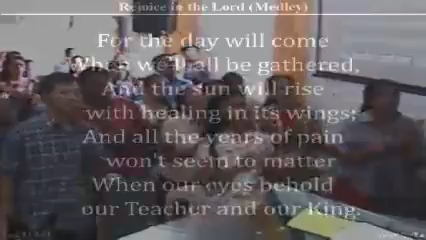 Rejoice in the Lord (Medley)
For the day will come
When we shall be gathered,
And the sun will rise
with healing in its wings;
And all the years of pain
won't seem to matter
When our eyes behold
our Teacher and our King.